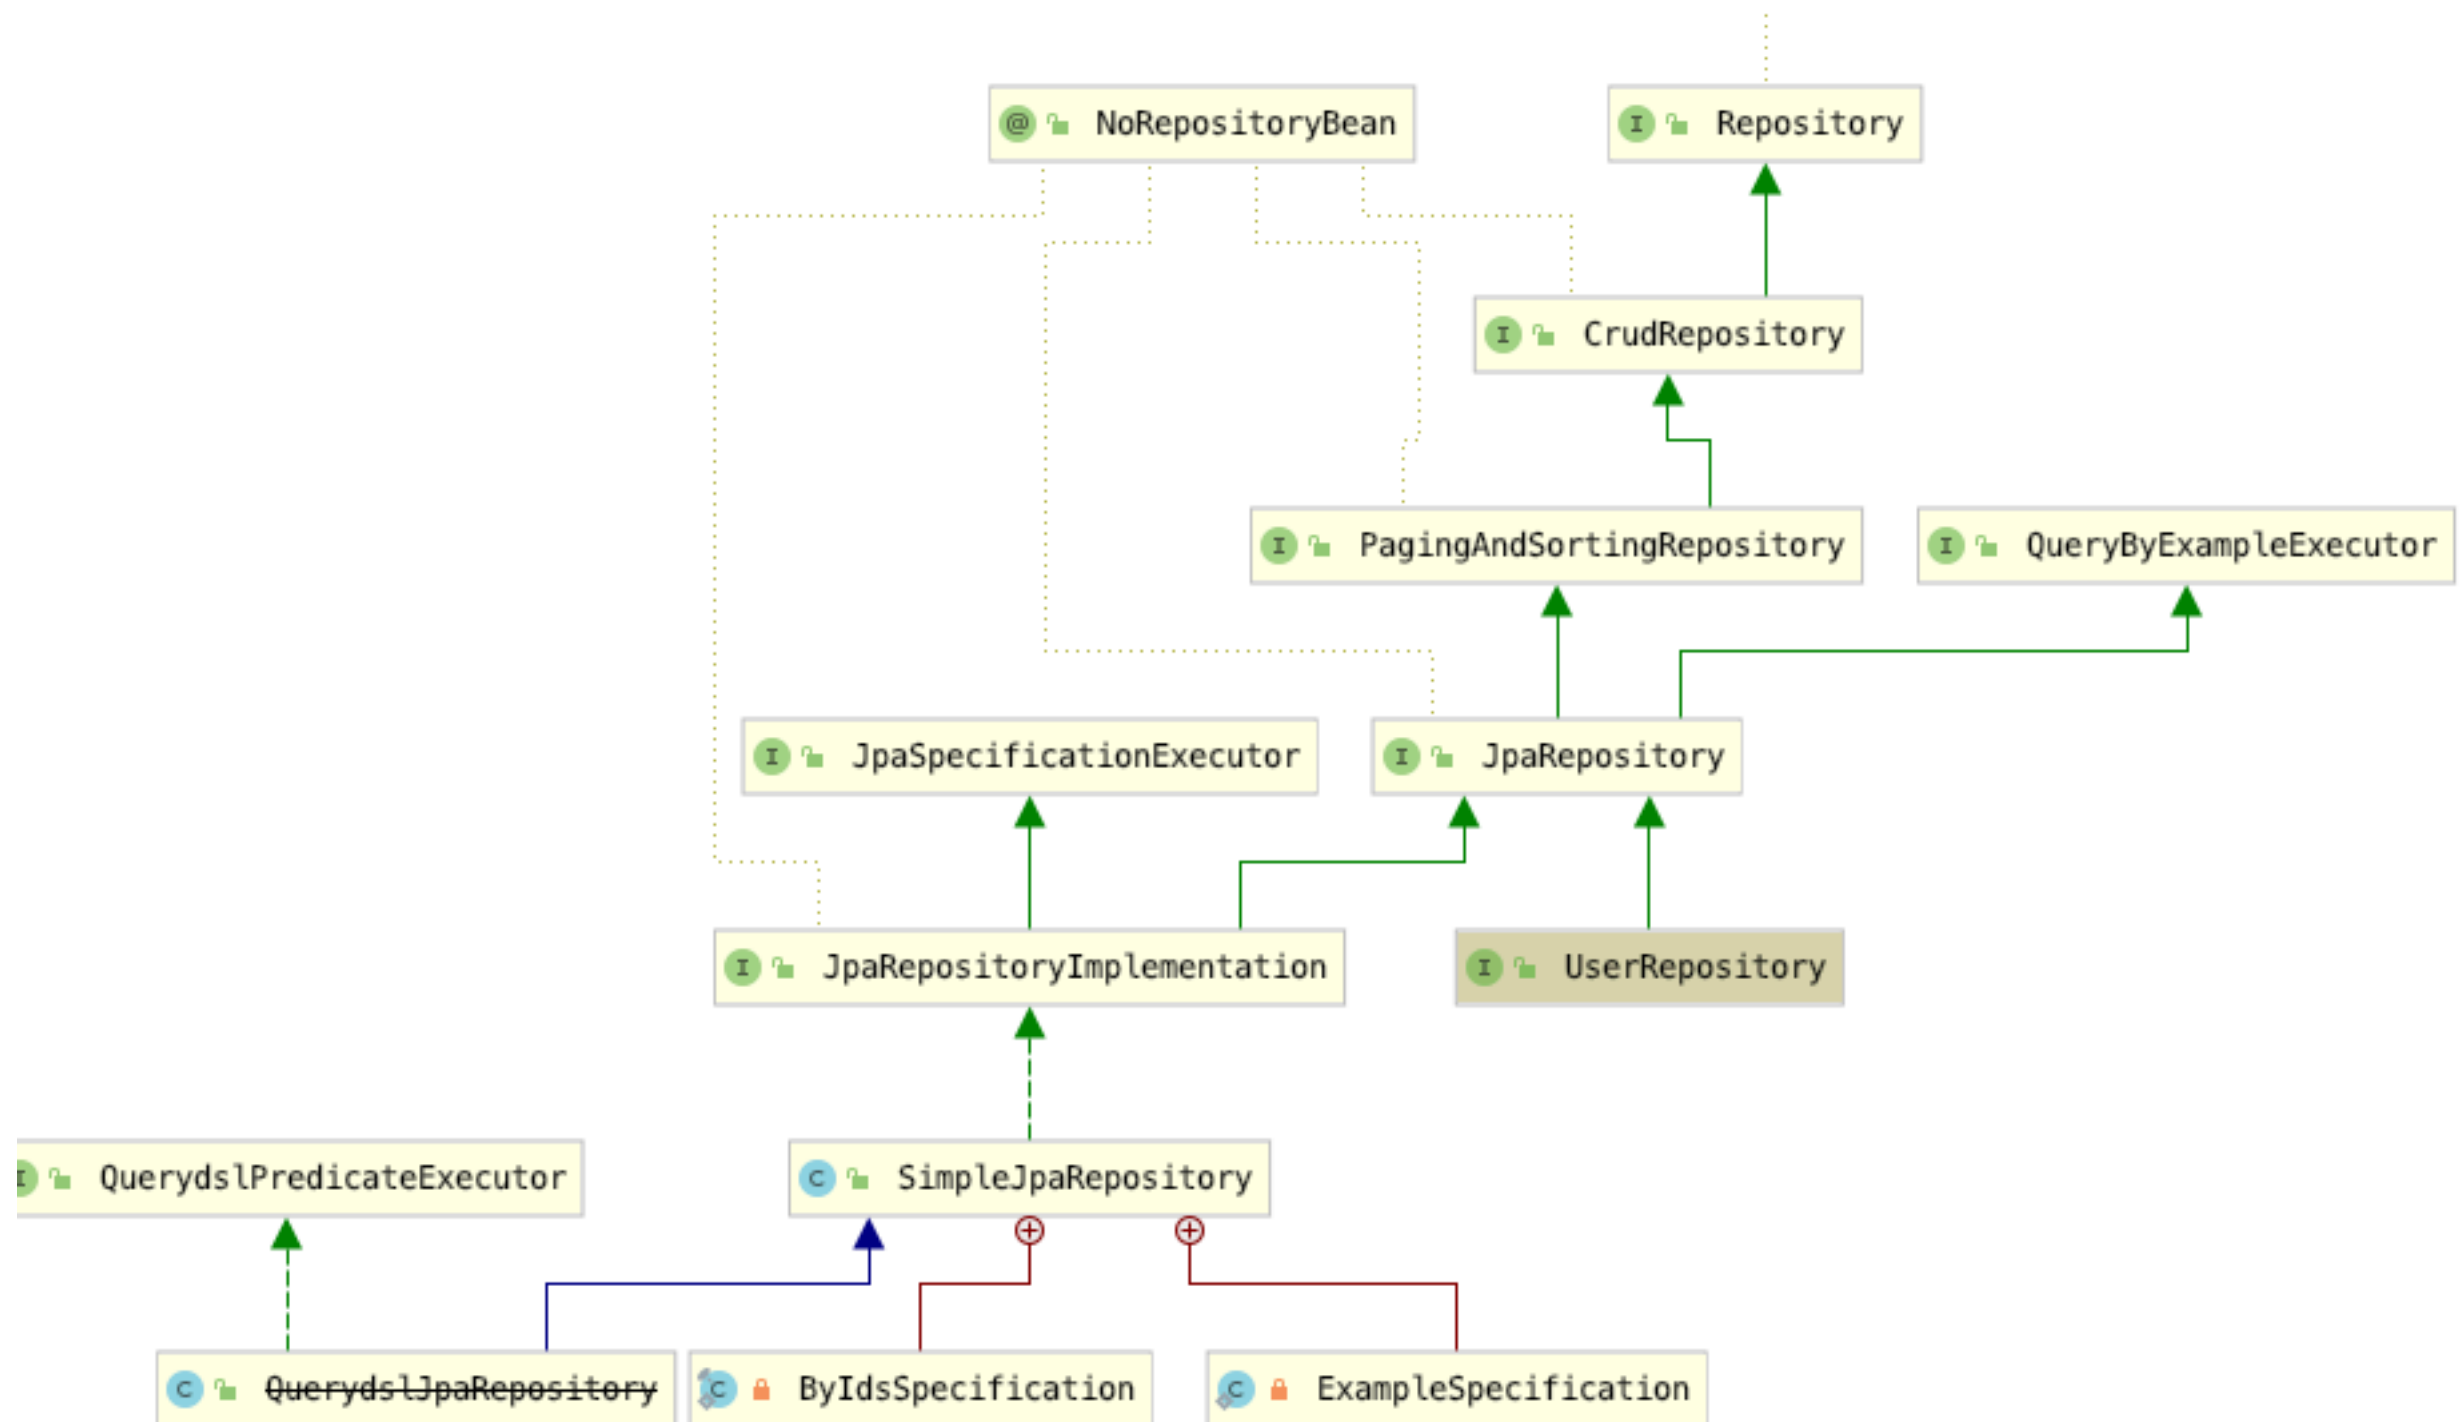 @ NoRepositoryBean
I Repository
I CrudRepository
I PagingAndSortingRepository
I QueryByExampleExecutor
I JpaSpecificationExecutor
I JpaRepository
I JpaRepositoryImplementation
I UserRepository
I QuerydslPredicateExecutor
C SimpleJpaRepository
C QuerydslJpaRepository
C ByIdsSpecification
C ExampleSpecification